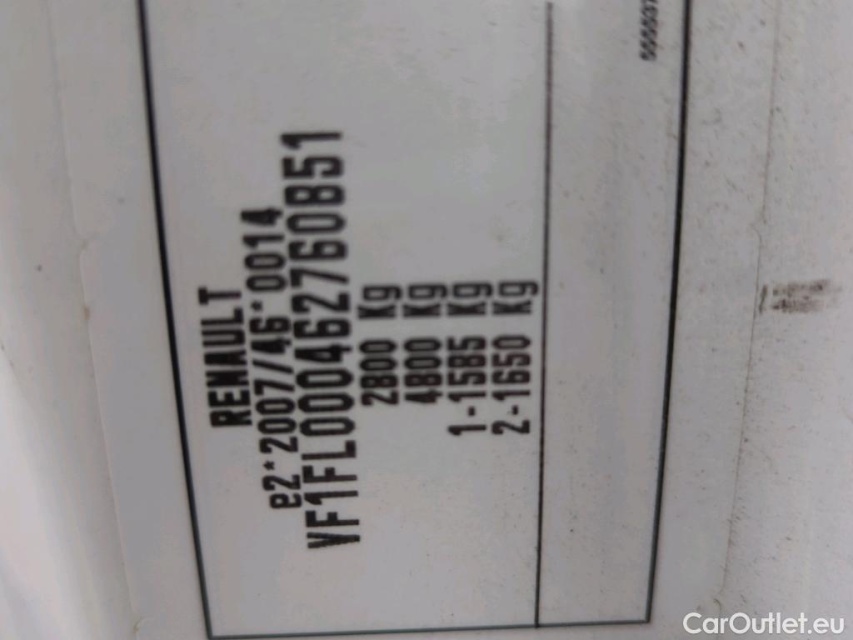 RENAULT
e2*2007/46*0014
VF1FL000462760851
2800 Kg
4800 Kg
1-1585 Kg
2-1650 Kg
CarOutlet.eu